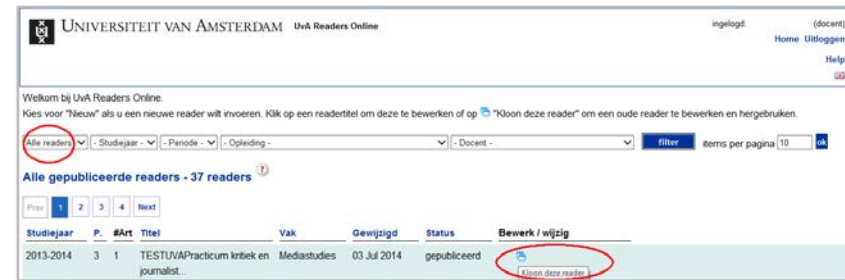 UNIVERSITEIT VAN AMSTERDAM UvA Readers Online
ingelogd: (docent)
Home Uitloggen
Help
Welkom bij UvA Readers Online.
Kies voor "Nieuw" als u een nieuwe reader wilt invoeren. Klik op een readertitel om deze te bewerken of op "Kloon deze reader" om een oude reader te bewerken en hergebruiken.
Alle readers - Studiejaar - - Periode - - Opleiding - - Docent - filter items per pagina 10 ok
Alle gepubliceerde readers - 37 readers ?
Prev 1 2 3 4 Next
Studiejaar P. #Art Titel Vak Gewijzigd Status Bewerk / wijzig
2013-2014 3 1 TESTUVAPracticum kritiek en Mediastudies 03 Jul 2014 gepubliceerd
journalist...
Kloon deze reader